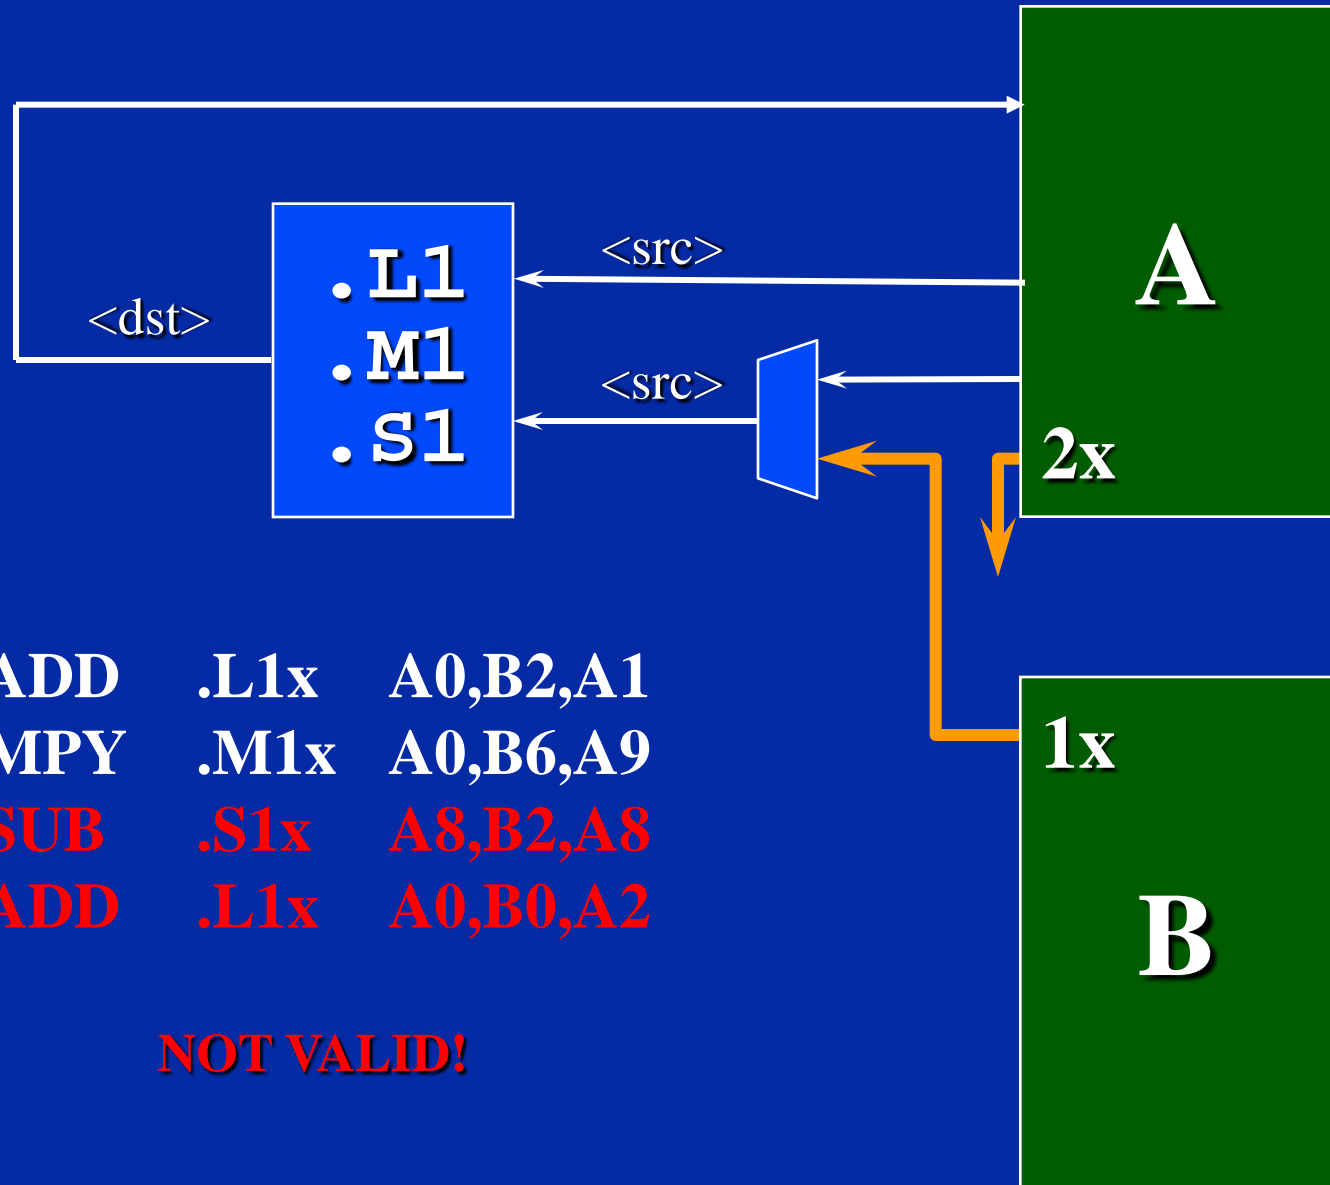 <src>
A
.L1
<dst>
.M1
<src>
.S1
2x
ADD .L1x A0,B2,A1
1x
MPY .M1x A0,B6,A9
SUB .S1x A8,B2,A8
ADD .L1x A0,B0,A2
B
NOT VALID!